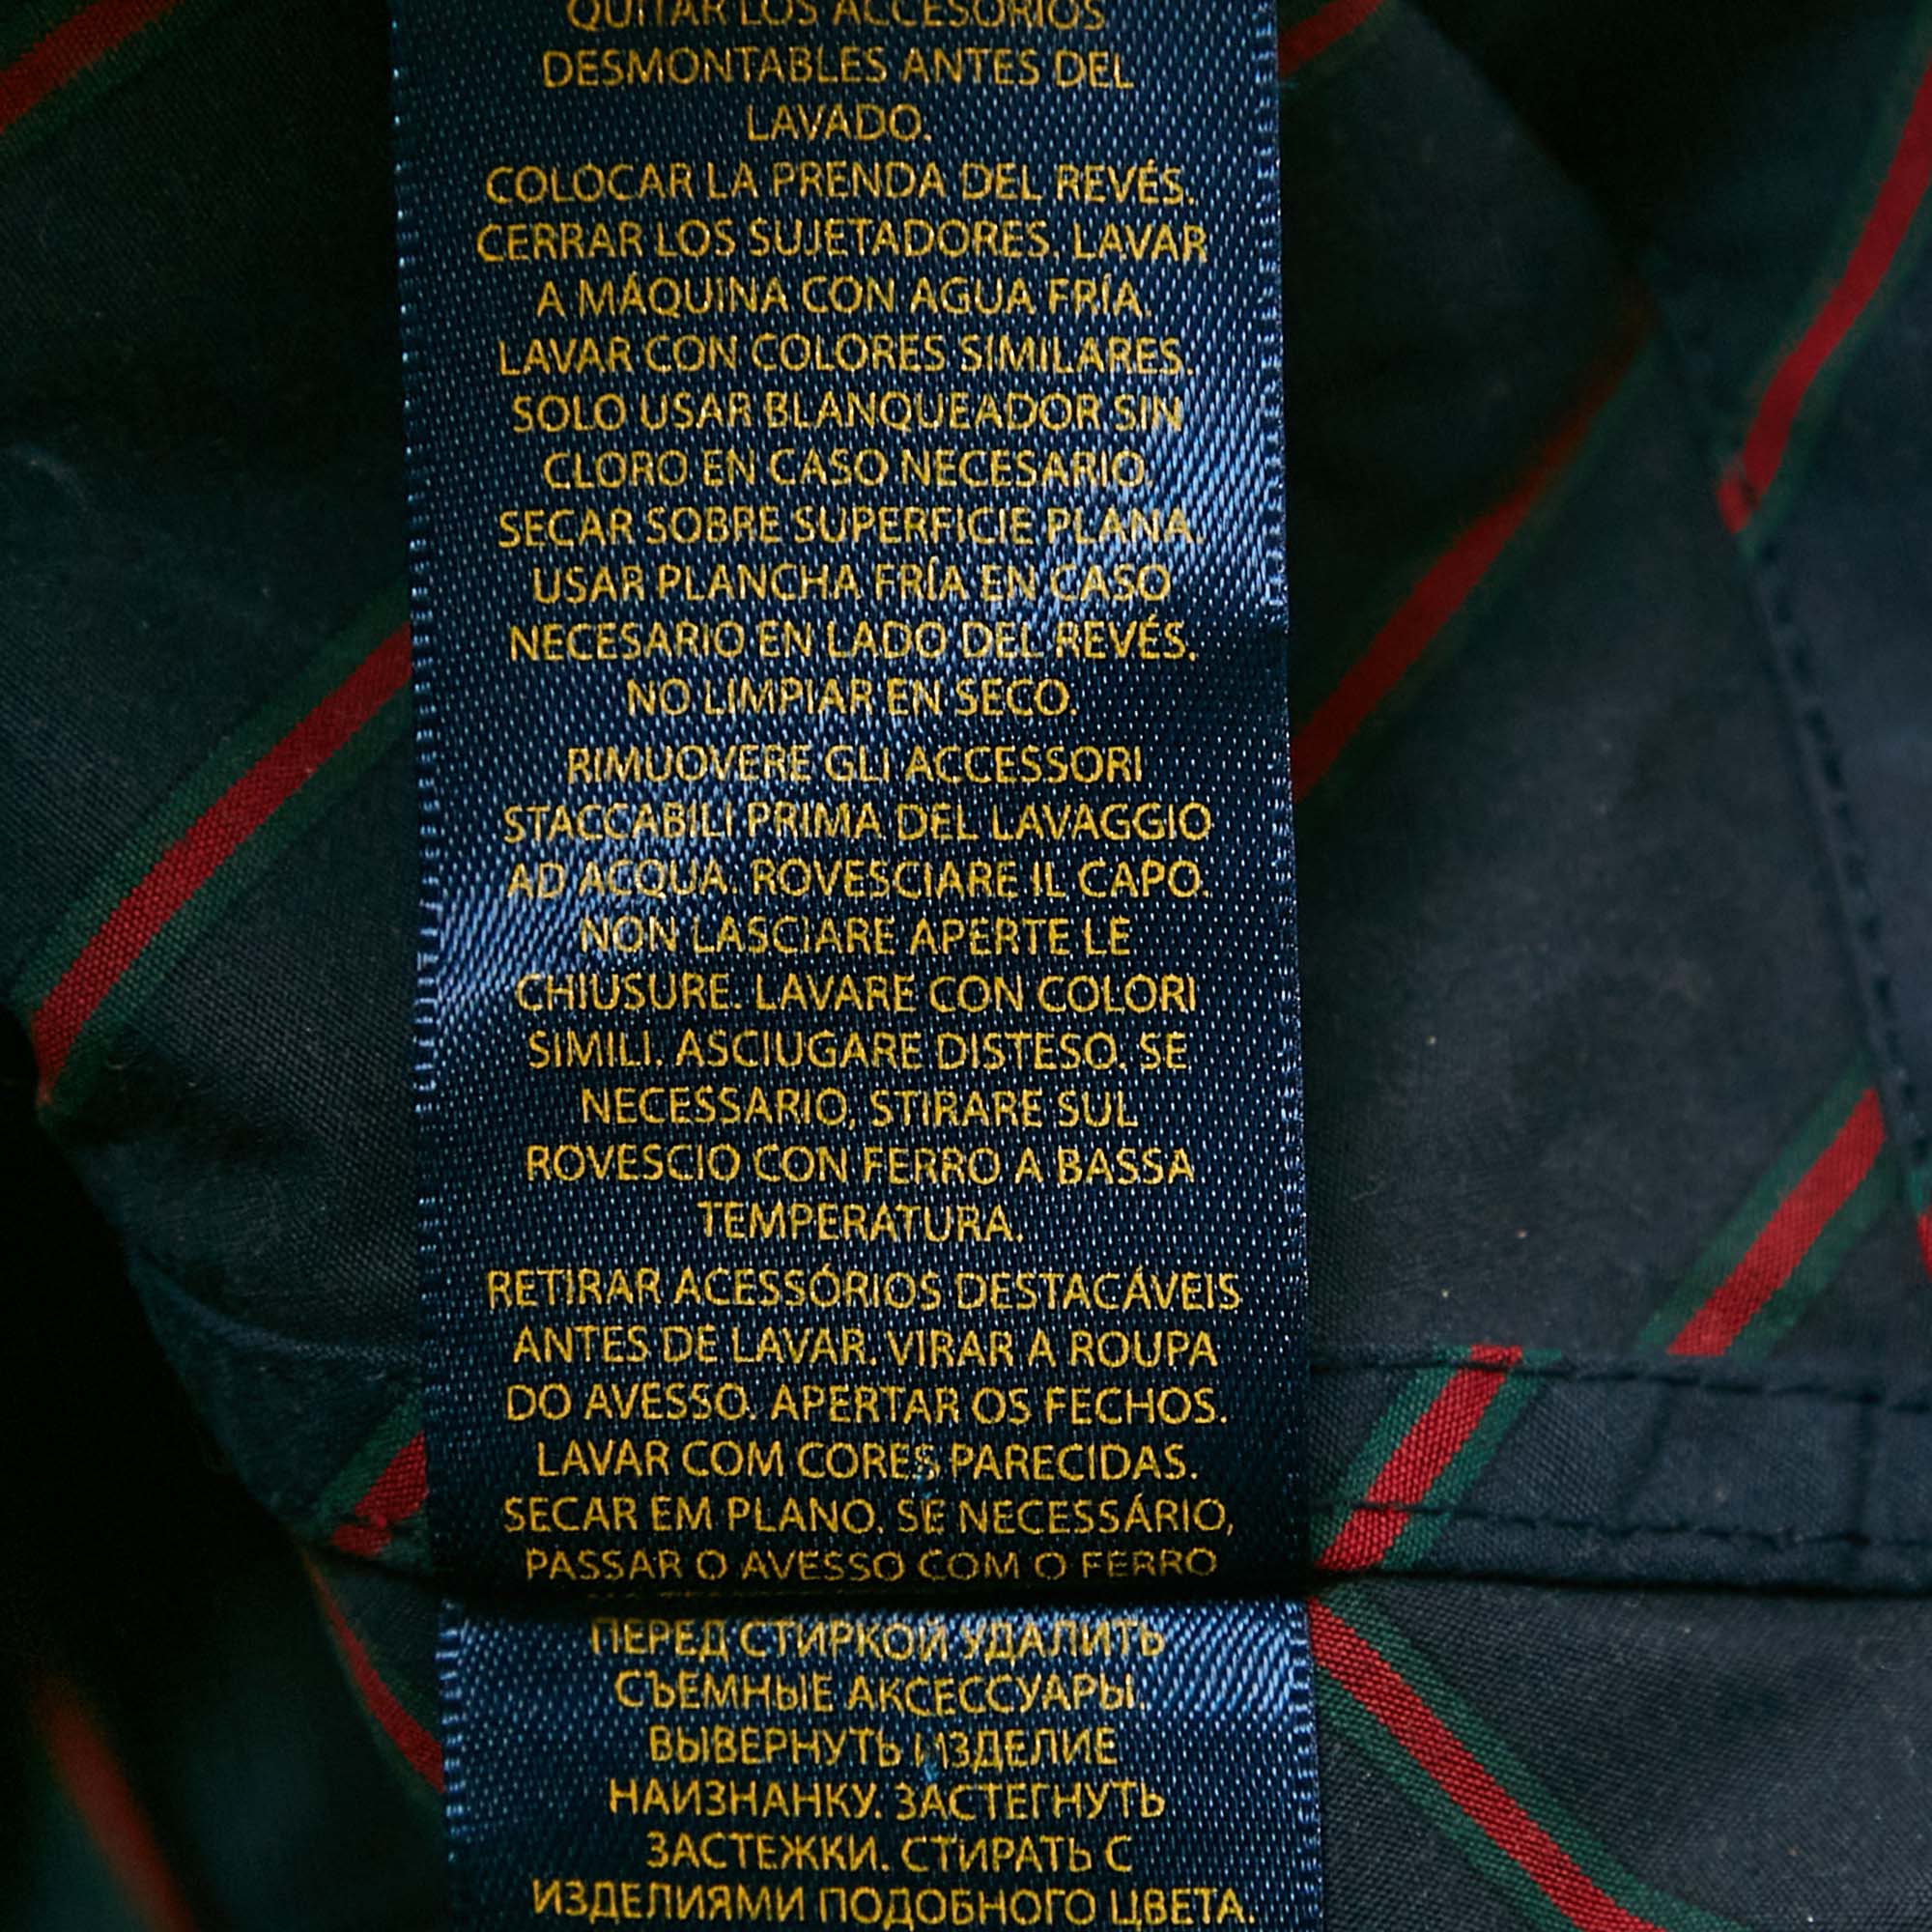 QUITAR LOS ACCESORIOS
DESMONTABLES ANTES DEL
LAVADO.
COLOCAR LA PRENDA DEL REVÉS.
CERRAR LOS SUJETADORES. LAVAR
A MÁQUINA CON AGUA FRÍA.
LAVAR CON COLORES SIMILARES.
SOLO USAR BLANQUEADOR SIN
CLORO EN CASO NECESARIO.
SECAR SOBRE SUPERFICIE PLANA.
USAR PLANCHA FRÍA EN CASO
NECESARIO EN LADO DEL REVÉS.
NO LIMPIAR EN SECO.
RIMUOVERE GLI ACCESSORI
STACCABILI PRIMA DEL LAVAGGIO
AD ACQUA. ROVESCIARE IL CAPO.
NON LASCIARE APERTE LE
CHIUSURE. LAVARE CON COLORI
SIMILI. ASCIUGARE DISTESO. SE
NECESSARIO, STIRARE SUL
ROVESCIO CON FERRO A BASSA
TEMPERATURA.
RETIRAR ACESSÓRIOS DESTACÁVEIS
ANTES DE LAVAR. VIRAR A ROUPA
DO AVESSO. APERTAR OS FECHOS.
LAVAR COM CORES PARECIDAS.
SECAR EM PLANO. SE NECESSÁRIO,
PASSAR O AVESSO COM O FERRO
ПЕРЕД СТИРКОЙ УДАЛИТЬ
СЪЕМНЫЕ АКСЕССУАРЫ.
ВЫВЕРНУТЬ ИЗДЕЛИЕ
НАИЗНАНКУ. ЗАСТЕГНУТЬ
ЗАСТЕЖКИ. СТИРАТЬ С
ИЗДЕЛИЯМИ ПОДОБНОГО ЦВЕТА.